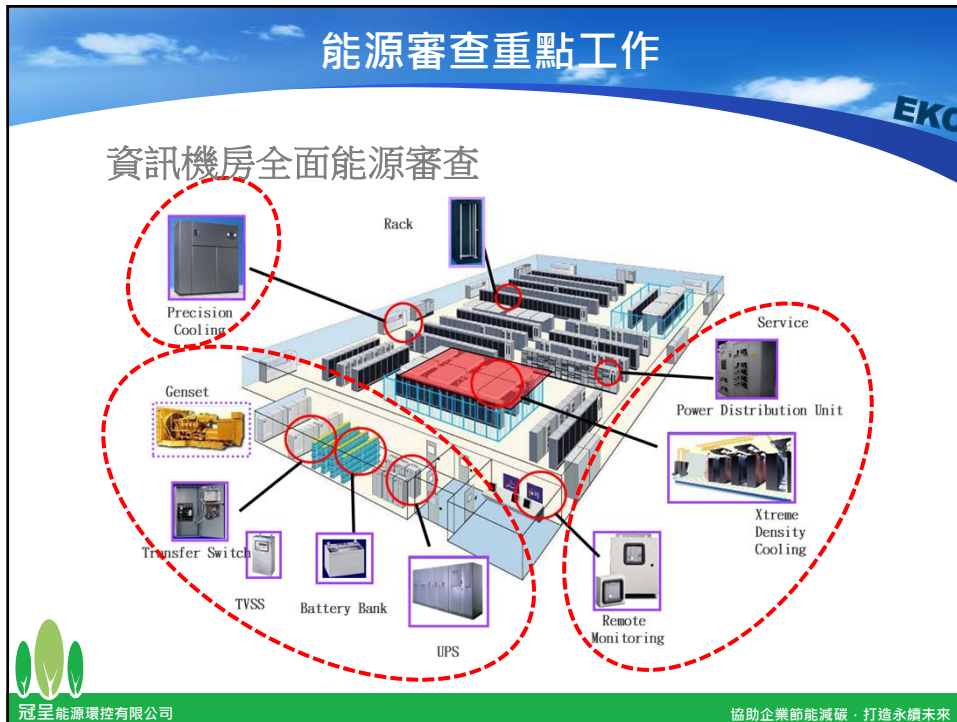 能源審查重點工作
EKO
資訊機房全面能源審查
Rack
Precision
Cooling
Service
Genset
Power Distribution Unit
Transfer Switch
Xtreme
Density
Cooling
TVSS
Battery Bank
UPS
Remote
Monitoring
冠呈能源環控有限公司
協助企業節能減碳．打造永續未來